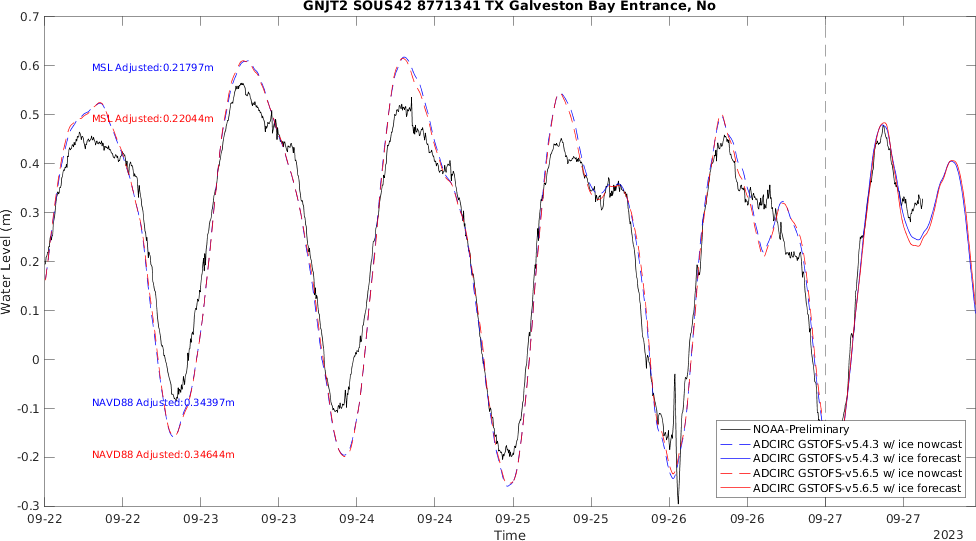 GNJT2 SOUS42 8771341 TX Galveston Bay Entrance, No
0.7
0.6
0.5
0.4
0.3
0.2
0.1
0
-0.1
-0.2
-0.3
Water Level (m)
MSL Adjusted:0.21797m
MSL Adjusted:0.22044m
NAVD88 Adjusted:0.34397m
NAVD88 Adjusted:0.34644m
NOAA-Preliminary
ADCIRC GSTOFS-v5.4.3 w/ ice nowcast
ADCIRC GSTOFS-v5.4.3 w/ ice forecast
ADCIRC GSTOFS-v5.6.5 w/ ice nowcast
ADCIRC GSTOFS-v5.6.5 w/ ice forecast
09-22 09-22 09-23 09-23 09-24 09-24 09-25 09-25 09-26 09-26 09-27 09-27
Time
2023